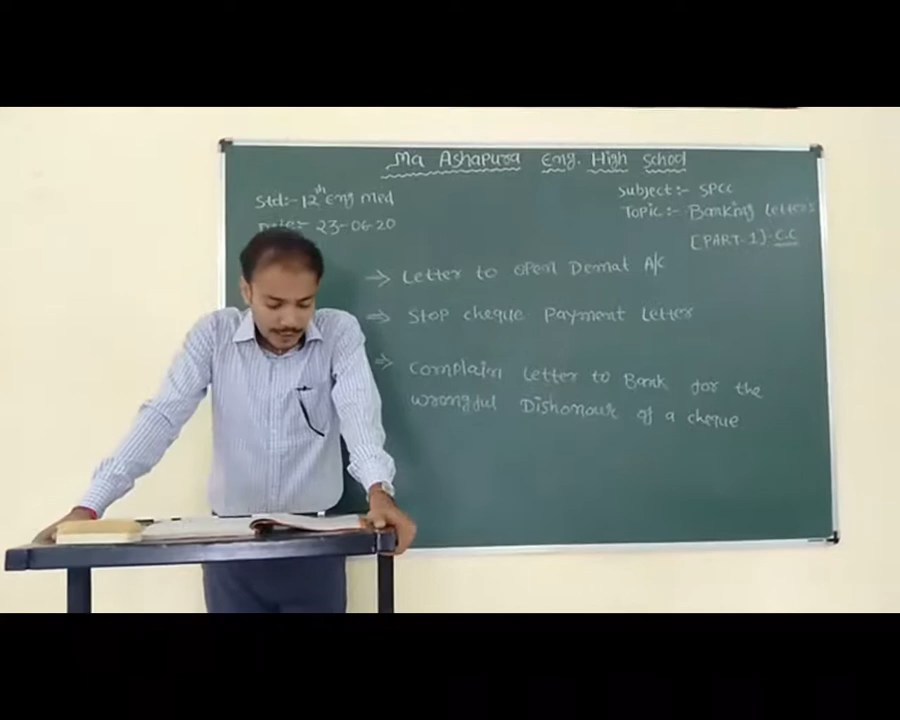 Ma Ashapura Eng. High School
Std:- 12th Eng Med
Date:- 23-06-20
Subject:- SPCC
Topic:- Banking Letters
(PART-1)-C.C
⇒ Letter to open Demat A/C
⇒ Stop cheque Payment Letter
⇒ Complain Letter to Bank for the
wrongful Dishonour of a cheque